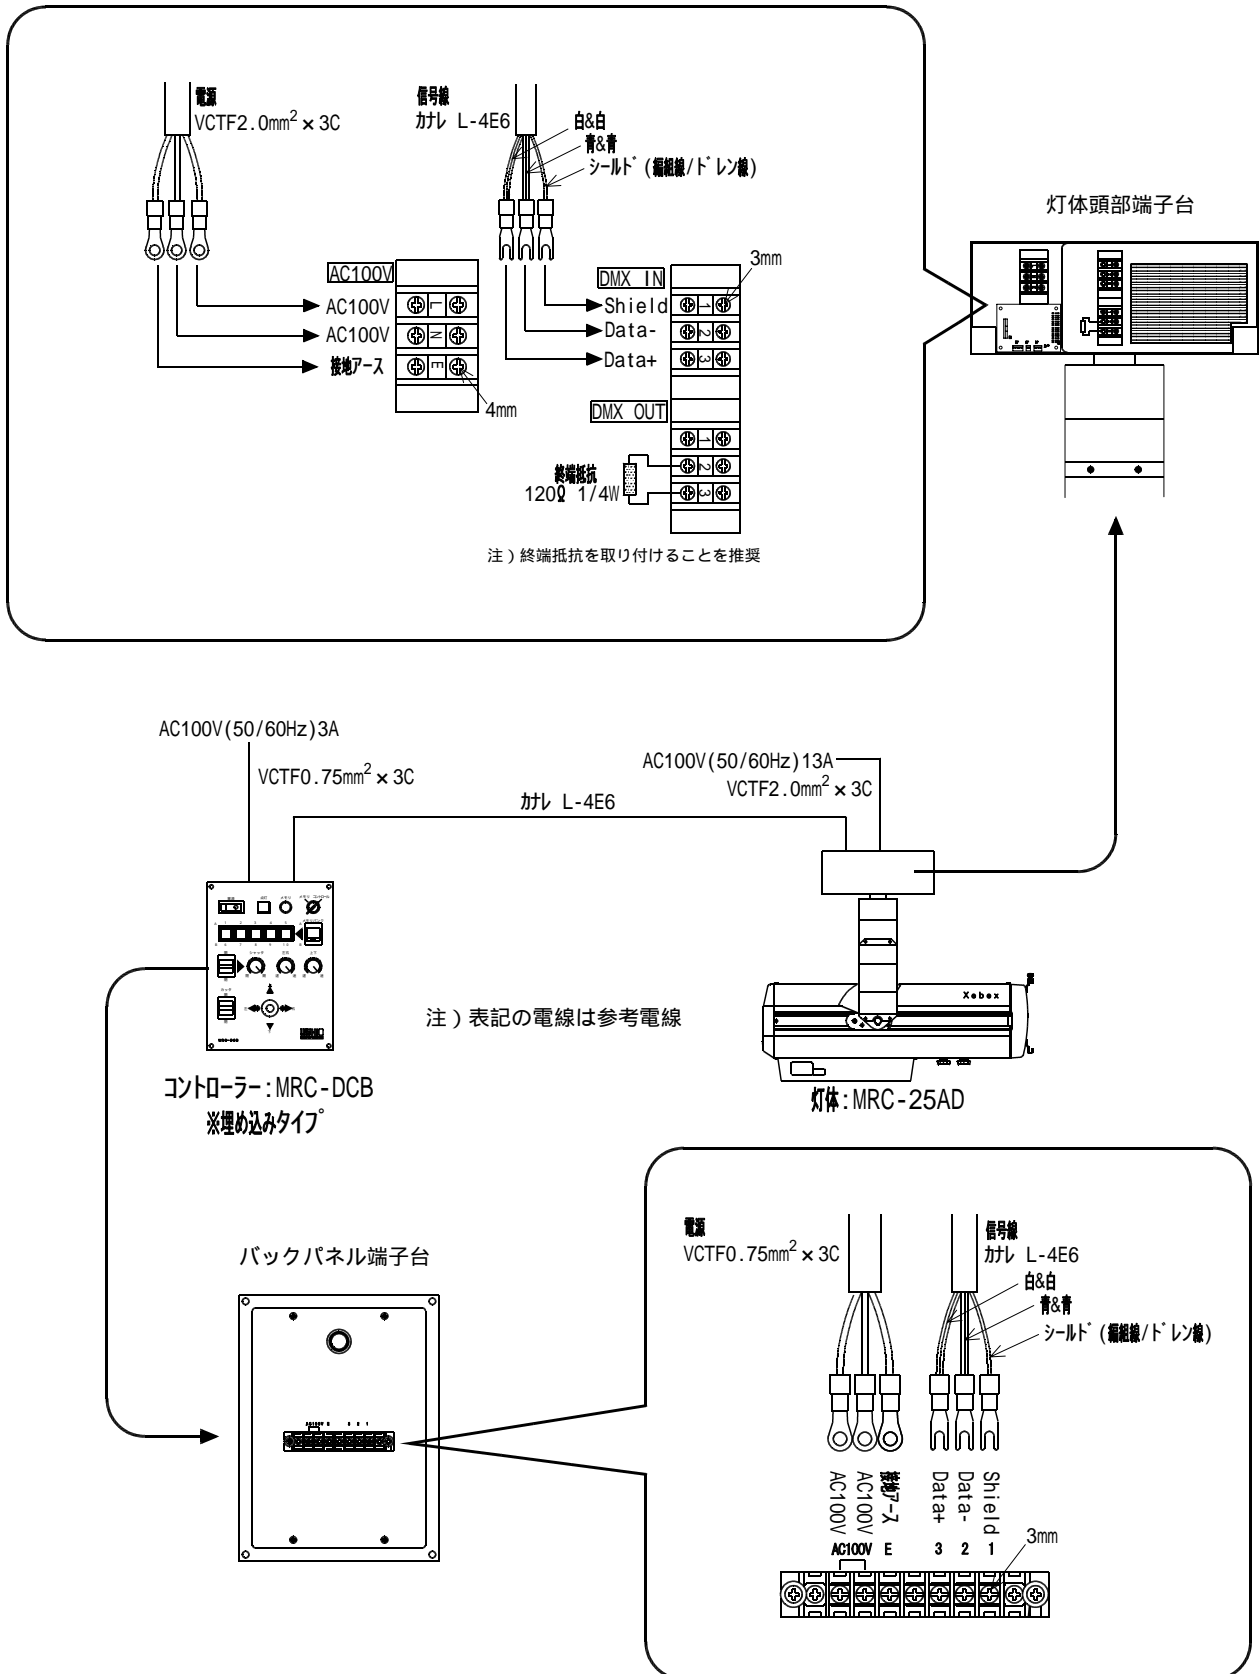 電源
VCTF2.0mm²×3C
信号線
カナレ L-4E6
白&白
青&青
シールド(編組線/ドレン線)
灯体頭部端子台
AC100V
AC100V
L
AC100V
N
接地アース
E
4mm
DMX IN
3mm
Shield
1
Data-
2
Data+
3
DMX OUT
1
2
3
終端抵抗
120Ω 1/4W
注)終端抵抗を取り付けることを推奨
AC100V(50/60Hz)3A
VCTF0.75mm²×3C
カナレ L-4E6
AC100V(50/60Hz)13A
VCTF2.0mm²×3C
Xebex
注)表記の電線は参考電線
コントローラー:MRC-DCB
※埋め込みタイプ
灯体:MRC-25AD
バックパネル端子台
AC100V E 3 2 1
電源
VCTF0.75mm²×3C
信号線
カナレ L-4E6
白&白
青&青
シールド(編組線/ドレン線)
AC100V
AC100V
接地アース
Data+
Data-
Shield
AC100V E 3 2 1
3mm